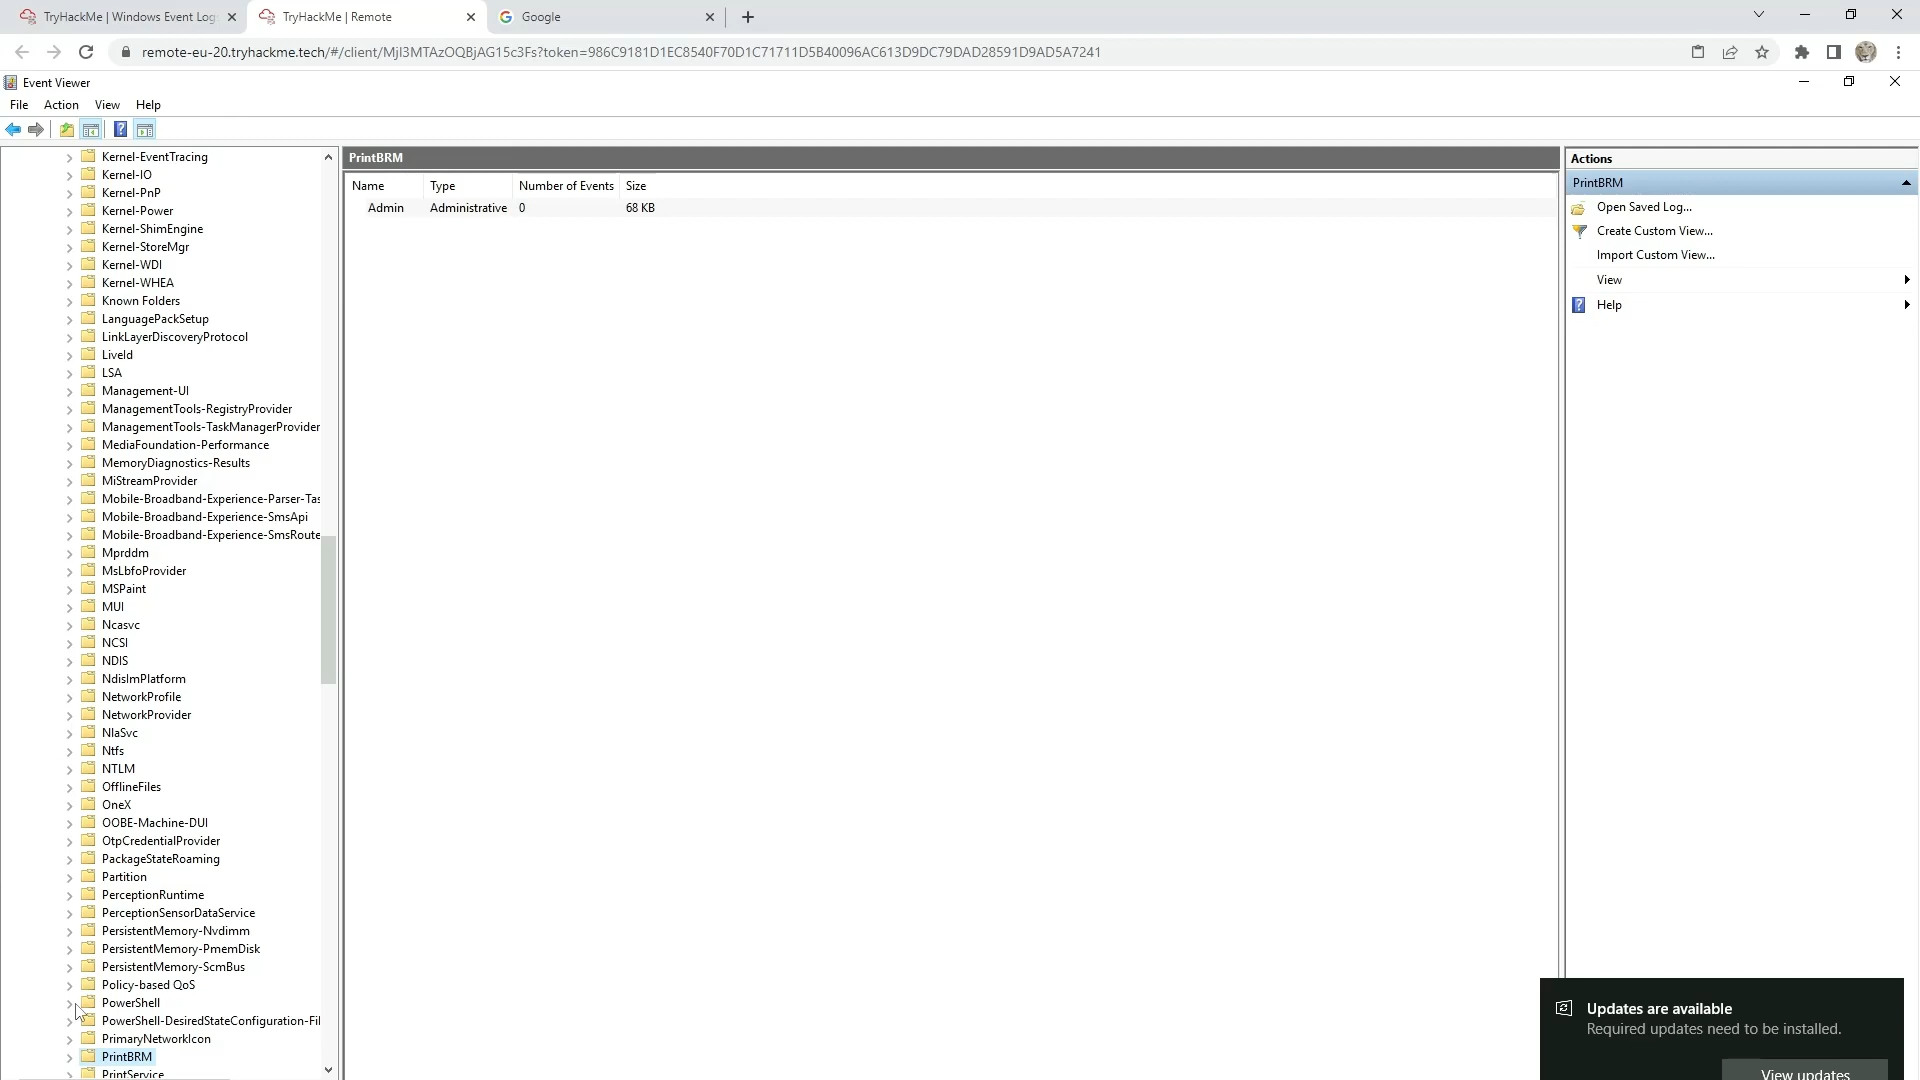 TryHackMe | Windows Event Log
TryHackMe | Remote
Google
remote-eu-20.tryhackme.tech/#/client/MjI3MTAzOQBjAG15c3Fs?token=986C9181D1EC8540F70D1C71711D5B40096AC613D9DC79DAD28591D9AD5A7241
Event Viewer
File Action View Help
Kernel-EventTracing
Kernel-IO
Kernel-PnP
Kernel-Power
Kernel-ShimEngine
Kernel-StoreMgr
Kernel-WDI
Kernel-WHEA
Known Folders
LanguagePackSetup
LinkLayerDiscoveryProtocol
LiveId
LSA
Management-UI
ManagementTools-RegistryProvider
ManagementTools-TaskManagerProvider
MediaFoundation-Performance
MemoryDiagnostics-Results
MiStreamProvider
Mobile-Broadband-Experience-Parser-Tas
Mobile-Broadband-Experience-SmsApi
Mobile-Broadband-Experience-SmsRoute
Mprddm
MsLbfoProvider
MSPaint
MUI
Ncasvc
NCSI
NDIS
NdisImPlatform
NetworkProfile
NetworkProvider
NlaSvc
Ntfs
NTLM
OfflineFiles
OneX
OOBE-Machine-DUI
OtpCredentialProvider
PackageStateRoaming
Partition
PerceptionRuntime
PerceptionSensorDataService
PersistentMemory-Nvdimm
PersistentMemory-PmemDisk
PersistentMemory-ScmBus
Policy-based QoS
PowerShell
PowerShell-DesiredStateConfiguration-Fil
PrimaryNetworkIcon
PrintBRM
PrintService
PrintBRM
Name Type Number of Events Size
Admin Administrative 0 68 KB
Actions
PrintBRM
Open Saved Log...
Create Custom View...
Import Custom View...
View
Help
Updates are available
Required updates need to be installed.
View updates